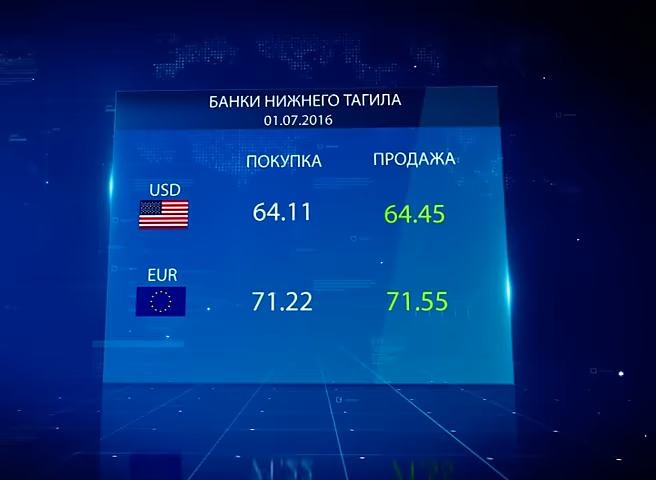 БАНКИ НИЖНЕГО ТАГИЛА
01.07.2016
ПОКУПКА ПРОДАЖА
USD
64.11 64.45
EUR
71.22 71.55